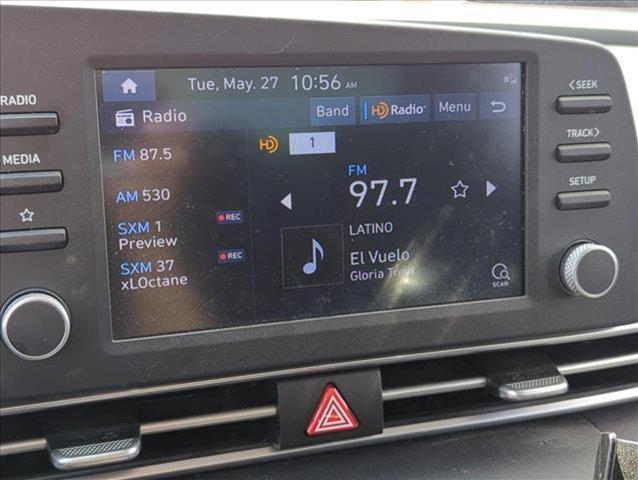 Tue, May. 27 10:56 AM
Radio
Band
HD Radio
Menu
HD
1
FM 87.5
AM 530
SXM 1
REC
Preview
SXM 37
REC
xLOctane
FM
97.7
LATINO
El Vuelo
Gloria Trevi
SCAN
RADIO
MEDIA
<SEEK
TRACK>
SETUP